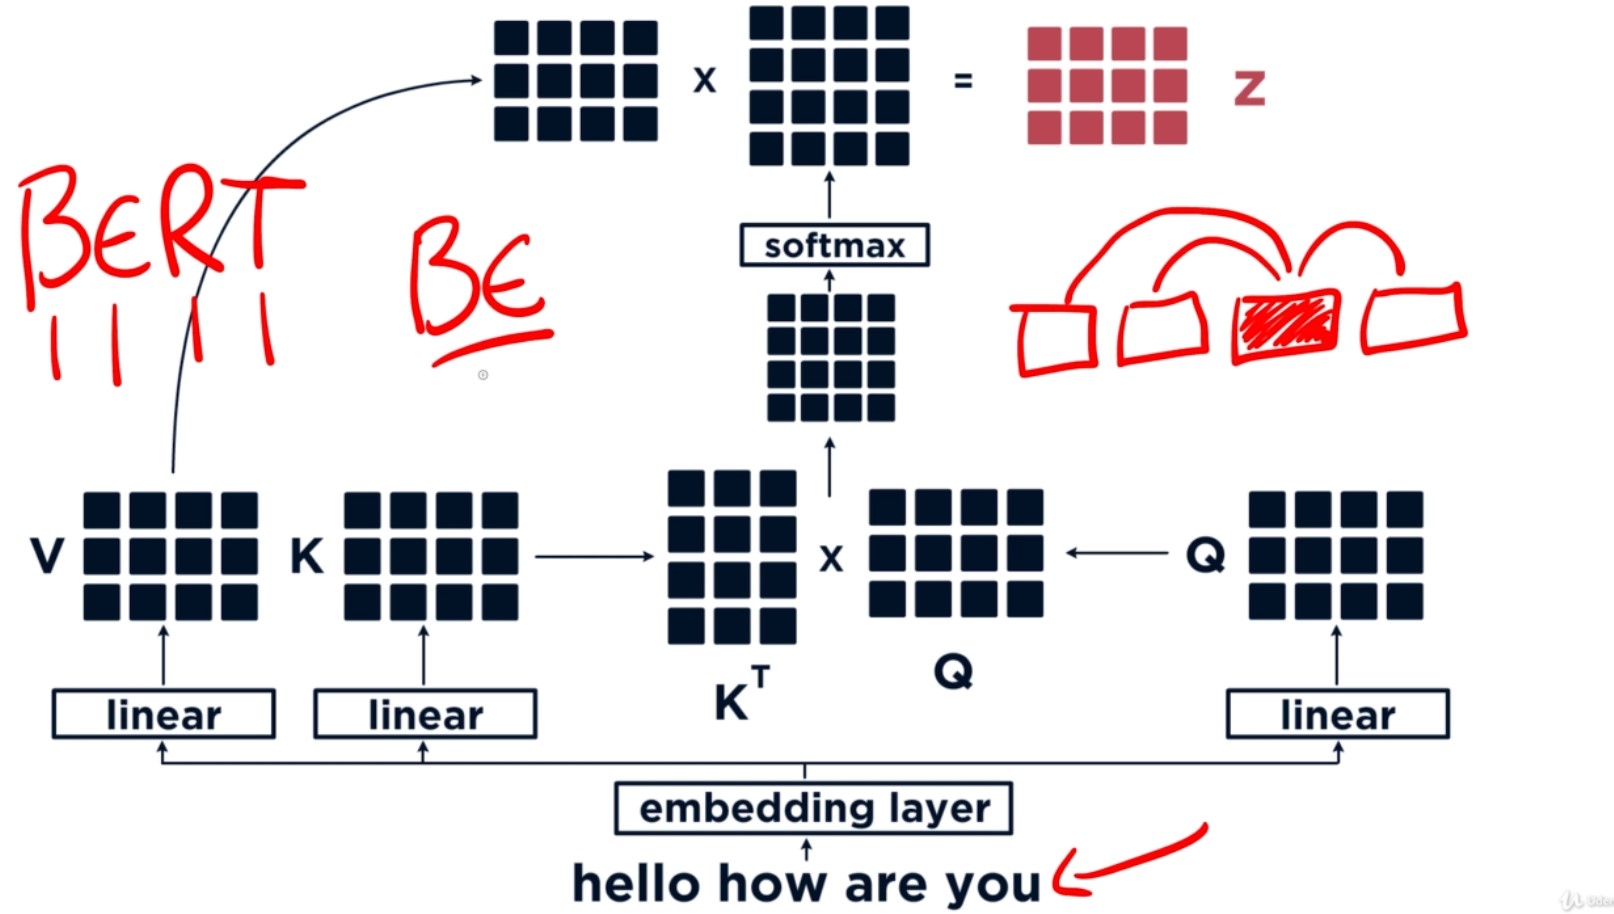 x
=
Z
BERT
BE
softmax
V
K
x
Q
K^T
Q
linear
linear
linear
embedding layer
hello how are you